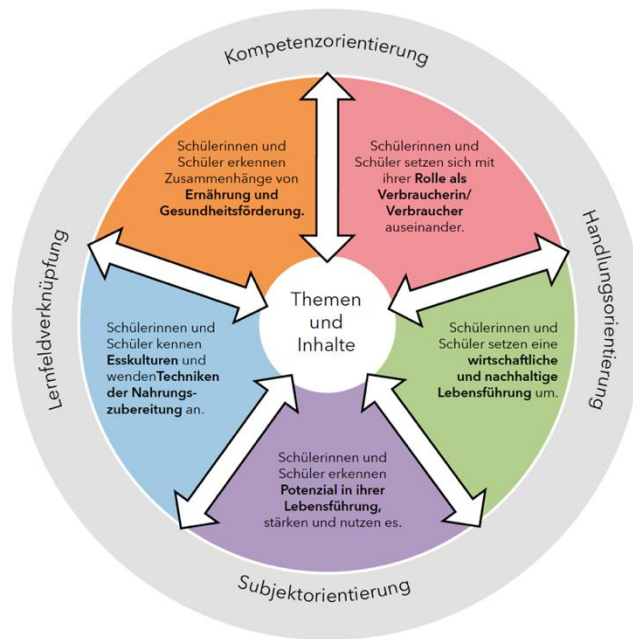 Kompetenzorientierung
Schülerinnen und
Schüler erkennen
Zusammenhänge von
Ernährung und
Gesundheitsförderung.
Schülerinnen und
Schüler setzen sich mit
ihrer Rolle als
Verbraucherin/
Verbraucher
auseinander.
Lernfeldverknüpfung
Handlungsorientierung
Themen
und
Inhalte
Schülerinnen und
Schüler kennen
Esskulturen und
wendenTechniken
der Nahrungs-
zubereitung an.
Schülerinnen und
Schüler setzen eine
wirtschaftliche
und nachhaltige
Lebensführung um.
Schülerinnen und
Schüler erkennen
Potenzial in ihrer
Lebensführung,
stärken und nutzen es.
Subjektorientierung